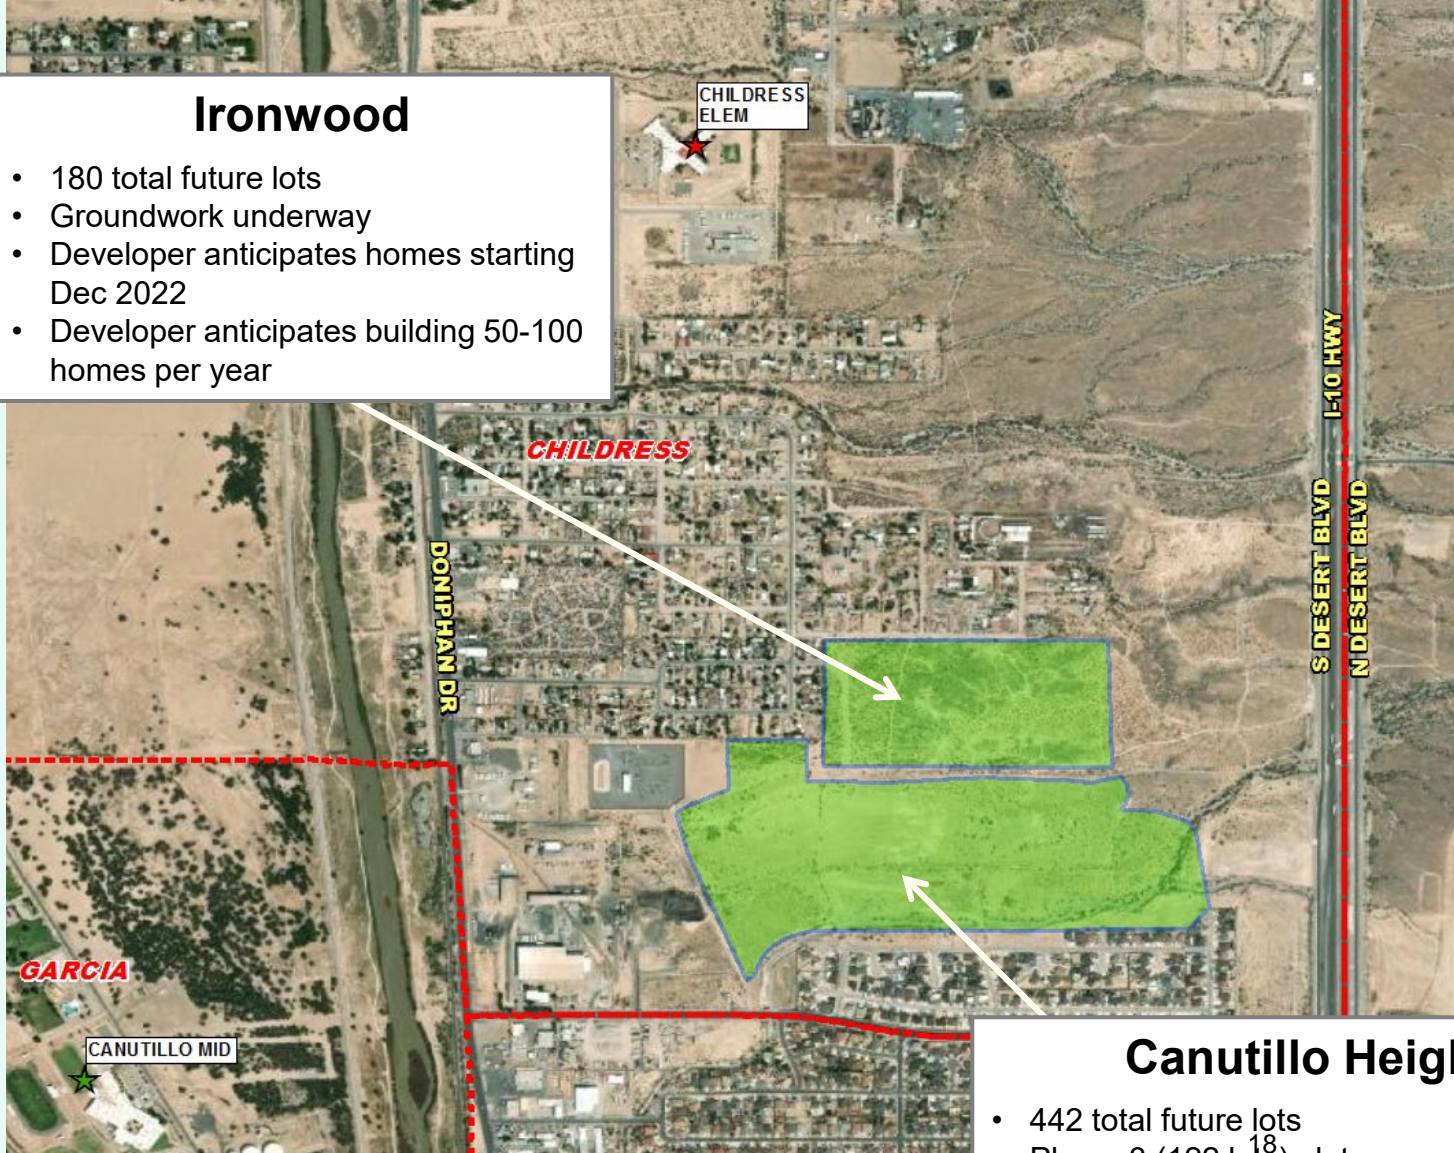 Ironwood
• 180 total future lots
• Groundwork underway
• Developer anticipates homes starting
Dec 2022
• Developer anticipates building 50-100
homes per year
CHILDRESS
ELEM
I-10 HWY
CHILDRESS
S DESERT BLVD
N DESERT BLVD
DONIPHAN DR
GARCIA
CANUTILLO MID
Canutillo
• 442 total future lots
18